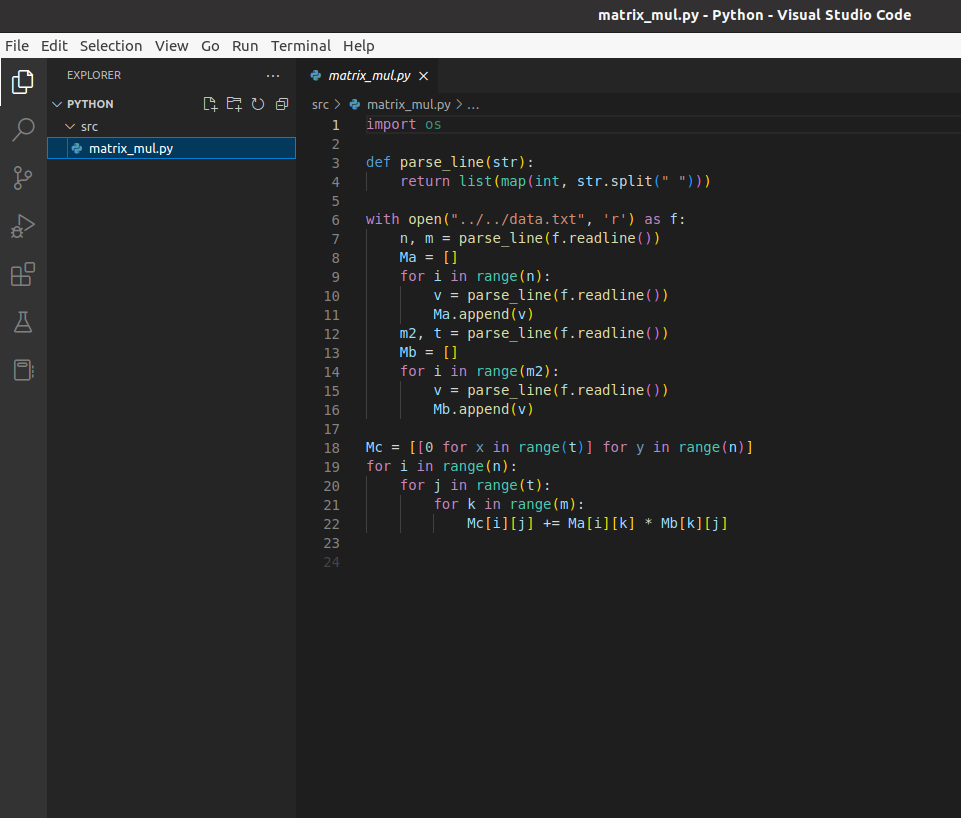 matrix_mul.py - Python - Visual Studio Code
File Edit Selection View Go Run Terminal Help
EXPLORER ...
matrix_mul.py ×
PYTHON
src > matrix_mul.py > ...
src
matrix_mul.py
1 import os
2
3 def parse_line(str):
4     return list(map(int, str.split(" ")))
5
6 with open("../../data.txt", 'r') as f:
7     n, m = parse_line(f.readline())
8     Ma = []
9     for i in range(n):
10         v = parse_line(f.readline())
11         Ma.append(v)
12     m2, t = parse_line(f.readline())
13     Mb = []
14     for i in range(m2):
15         v = parse_line(f.readline())
16         Mb.append(v)
17
18 Mc = [[0 for x in range(t)] for y in range(n)]
19 for i in range(n):
20     for j in range(t):
21         for k in range(m):
22             Mc[i][j] += Ma[i][k] * Mb[k][j]
23
24